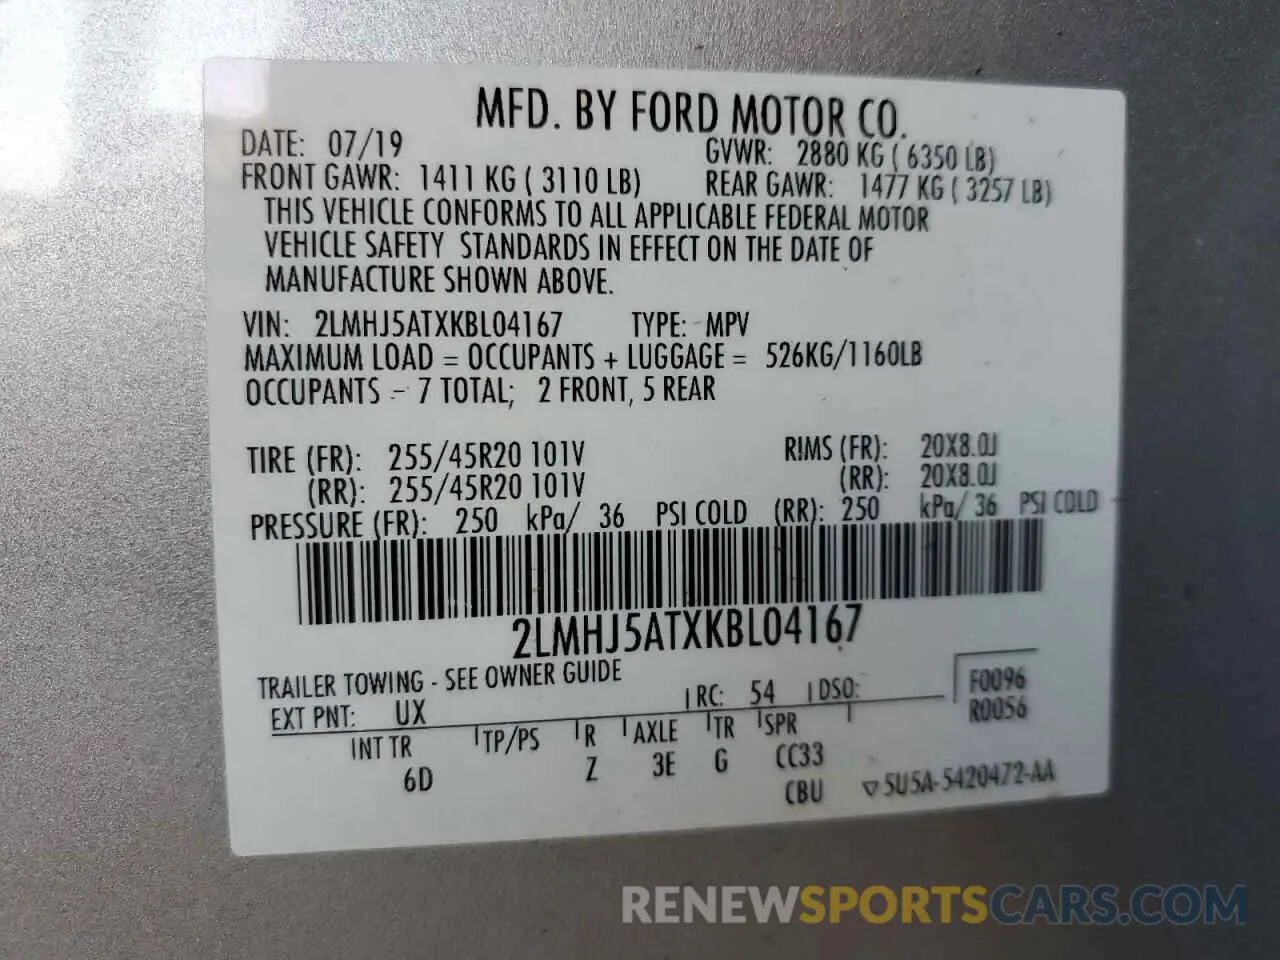 MFD. BY FORD MOTOR CO.
DATE: 07/19 GVWR: 2880 KG ( 6350 LB)
FRONT GAWR: 1411 KG ( 3110 LB) REAR GAWR: 1477 KG ( 3257 LB)
THIS VEHICLE CONFORMS TO ALL APPLICABLE FEDERAL MOTOR
VEHICLE SAFETY STANDARDS IN EFFECT ON THE DATE OF
MANUFACTURE SHOWN ABOVE.
VIN: 2LMHJ5ATXKBL04167 TYPE: MPV
MAXIMUM LOAD = OCCUPANTS + LUGGAGE = 526KG/1160LB
OCCUPANTS - 7 TOTAL; 2 FRONT, 5 REAR
TIRE (FR): 255/45R20 101V RIMS (FR): 20X8.0J
(RR): 255/45R20 101V (RR): 20X8.0J
PRESSURE (FR): 250 kPa/ 36 PSI COLD (RR): 250 kPa/ 36 PSI COLD
2LMHJ5ATXKBL04167
TRAILER TOWING - SEE OWNER GUIDE
EXT PNT: UX RC: 54 DSO: F0096
R0056
INT TR TP/PS R AXLE TR SPR
6D Z 3E G CC33
CBU ▽ 5U5A-5420472-AA
RENEWSPORTSCARS.COM